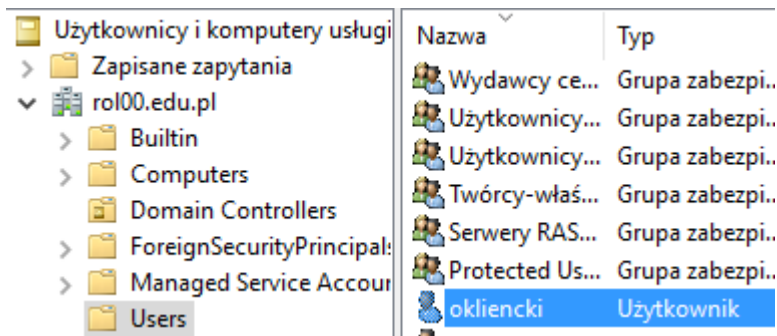 Użytkownicy i komputery usługi
Zapisane zapytania
rol00.edu.pl
Builtin
Computers
Domain Controllers
ForeignSecurityPrincipals
Managed Service Accour
Users
Nazwa Typ
Wydawcy ce... Grupa zabezpi..
Użytkownicy... Grupa zabezpi..
Użytkownicy... Grupa zabezpi..
Twórcy-właś... Grupa zabezpi..
Serwery RAS... Grupa zabezpi..
Protected Us... Grupa zabezpi..
okliencki Użytkownik